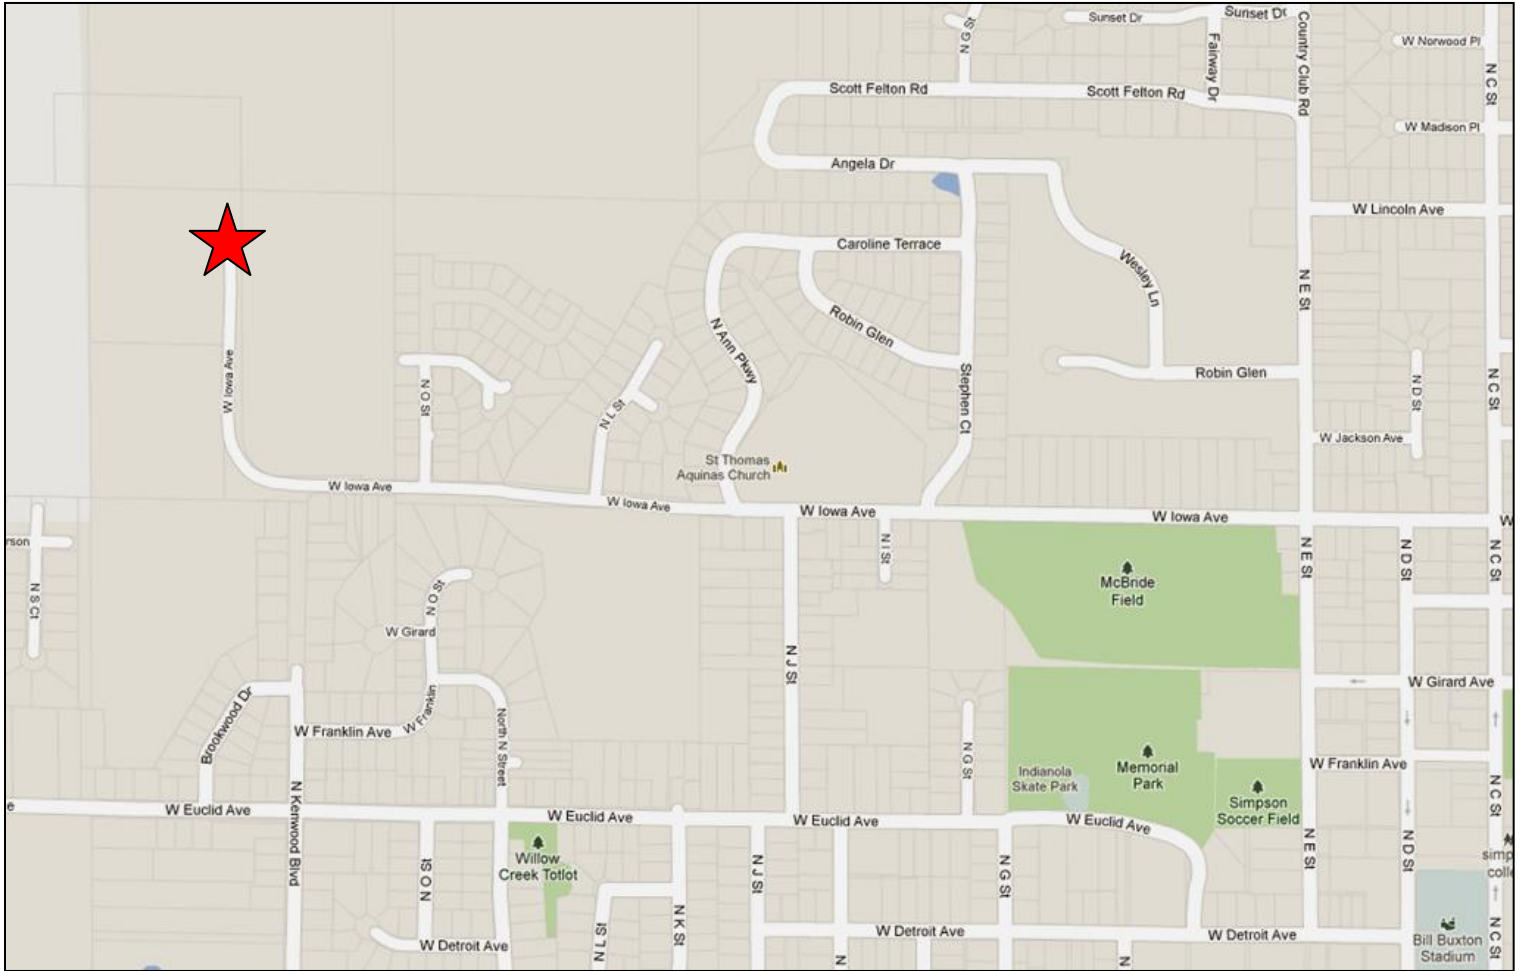 Sunset Dr
Sunset Dr
N G St
Country Club Rd
Fairway Dr
W Norwood Pl
N C St
Scott Felton Rd
Scott Felton Rd
W Madison Pl
Angela Dr
W Lincoln Ave
Caroline Terrace
Wesley Ln
N E St
Robin Glen
N Ann Pkwy
W Iowa Ave
Stephen Ct
Robin Glen
N O St
N L St
N D St
N C St
W Jackson Ave
St Thomas
Aquinas Church
W Iowa Ave
W Iowa Ave
W Iowa Ave
W Iowa Ave
W
rson
N I St
N E St
N D St
N C St
McBride
Field
N S Ct
N O St
W Girard
N J St
W Girard Ave
Brookwood Dr
W Franklin
W Franklin Ave
North N Street
N G St
Indianola
Skate Park
Memorial
Park
W Franklin Ave
Simpson
Soccer Field
N C St
e
W Euclid Ave
W Euclid Ave
W Euclid Ave
W Euclid Ave
N Kenwood Blvd
Willow
Creek Totlot
N O St
N J St
N G St
N E St
N D St
simp
coll
N L St
N K St
W Detroit Ave
W Detroit Ave
W Detroit Ave
N
N
Bill Buxton
Stadium
N C St